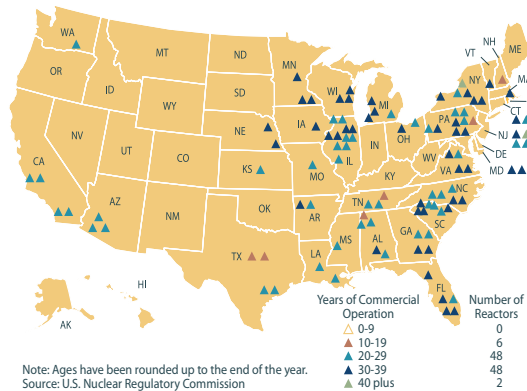 WA
OR
CA
NV
ID
MT
WY
UT
AZ
CO
NM
ND
SD
NE
KS
OK
TX
MN
IA
MO
AR
LA
WI
IL
MI
IN
OH
KY
TN
MS
AL
GA
FL
SC
NC
VA
WV
PA
NY
VT
NH
ME
MA
CT
NJ
DE
MD
AK
HI
Years of Commercial
Operation
Number of
Reactors
0-9 0
10-19 6
20-29 48
30-39 48
40 plus 2
Note: Ages have been rounded up to the end of the year.
Source: U.S. Nuclear Regulatory Commission